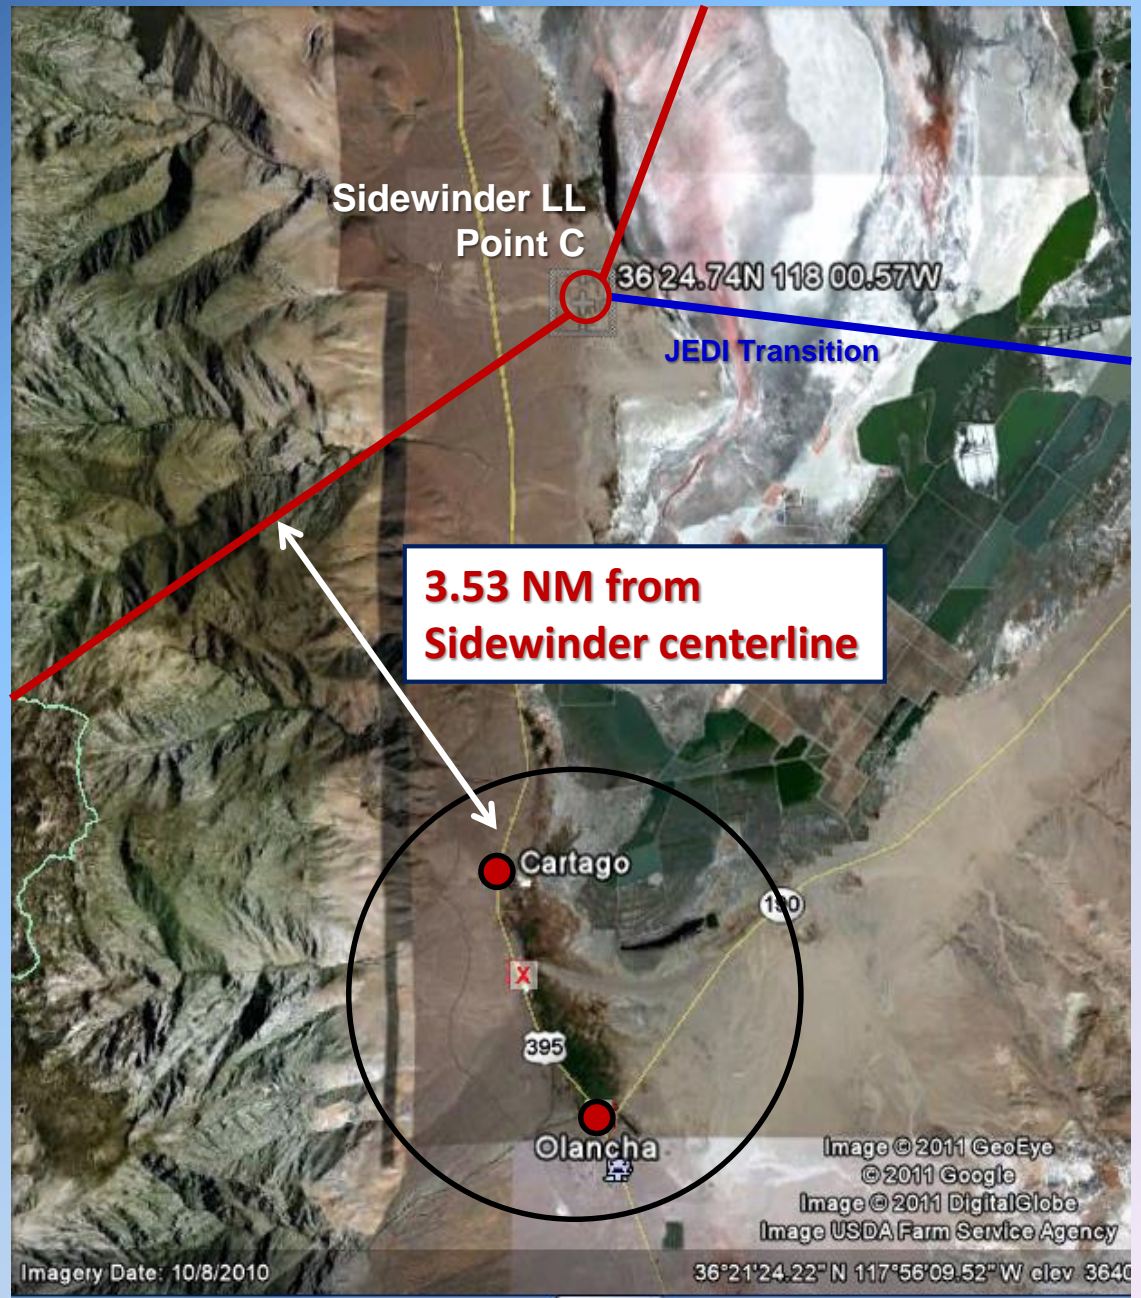 Sidewinder LL
Point C
36 24.74N 118 00.57W
JEDI Transition
3.53 NM from
Sidewinder centerline
Cartago
190
X
395
Olancha
Image © 2011 GeoEye
© 2011 Google
Image © 2011 DigitalGlobe
Image USDA Farm Service Agency
Imagery Date: 10/8/2010
36°21'24.22" N 117°56'09.52" W elev 3640